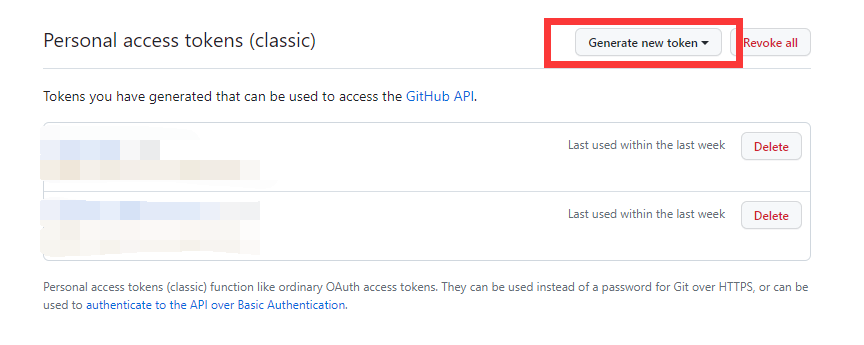 Personal access tokens (classic)
Generate new token
Revoke all
Tokens you have generated that can be used to access the GitHub API.
Last used within the last week
Delete
Last used within the last week
Delete
Personal access tokens (classic) function like ordinary OAuth access tokens. They can be used instead of a password for Git over HTTPS, or can be
used to authenticate to the API over Basic Authentication.